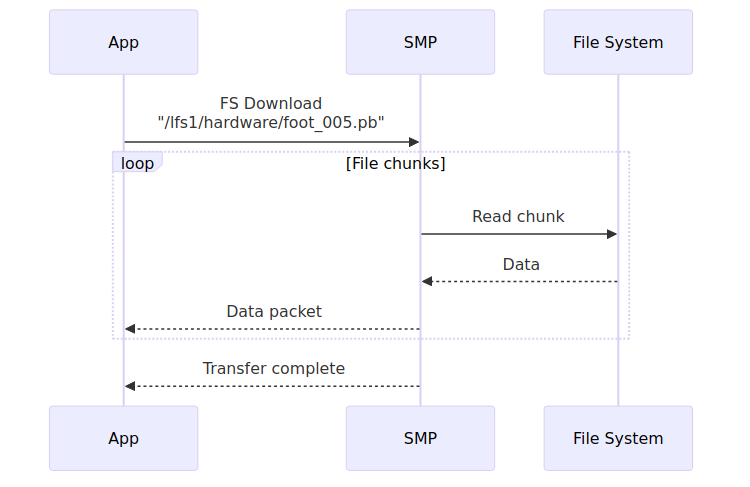 App
SMP
File System
FS Download
"/lfs1/hardware/foot_005.pb"
loop
[File chunks]
Read chunk
Data
Data packet
Transfer complete
App
SMP
File System